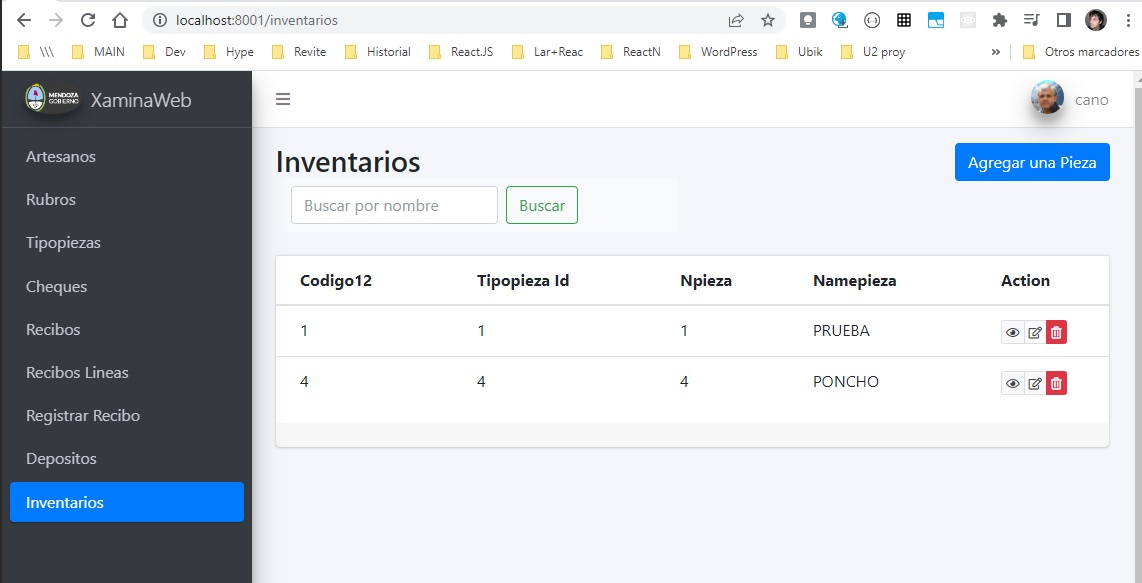 localhost:8001/inventarios
\\\ MAIN Dev Hype Revite Historial React.JS Lar+Reac ReactN WordPress Ubik U2 proy » Otros marcadores
MENDOZA GOBIERNO XaminaWeb
cano
Artesanos
Rubros
Tipopiezas
Cheques
Recibos
Recibos Lineas
Registrar Recibo
Depositos
Inventarios
Inventarios
Agregar una Pieza
Buscar por nombre Buscar
Codigo12 Tipopieza Id Npieza Namepieza Action
1 1 1 PRUEBA
4 4 4 PONCHO